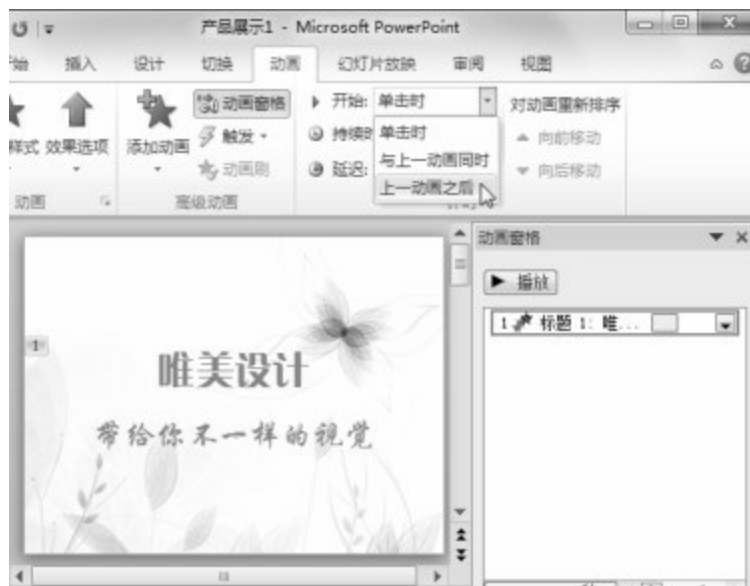 产品展示1 - Microsoft PowerPoint
插入 设计 切换 动画 幻灯片放映 审阅 视图
效果选项 添加动画 动画窗格 触发 动画刷
动画 高级动画
开始: 单击时
延迟:
单击时
与上一动画同时
上一动画之后
对动画重新排序
向前移动
向后移动
动画窗格
播放
1 标题 1: 唯...
1
唯美设计
带给你不一样的视觉